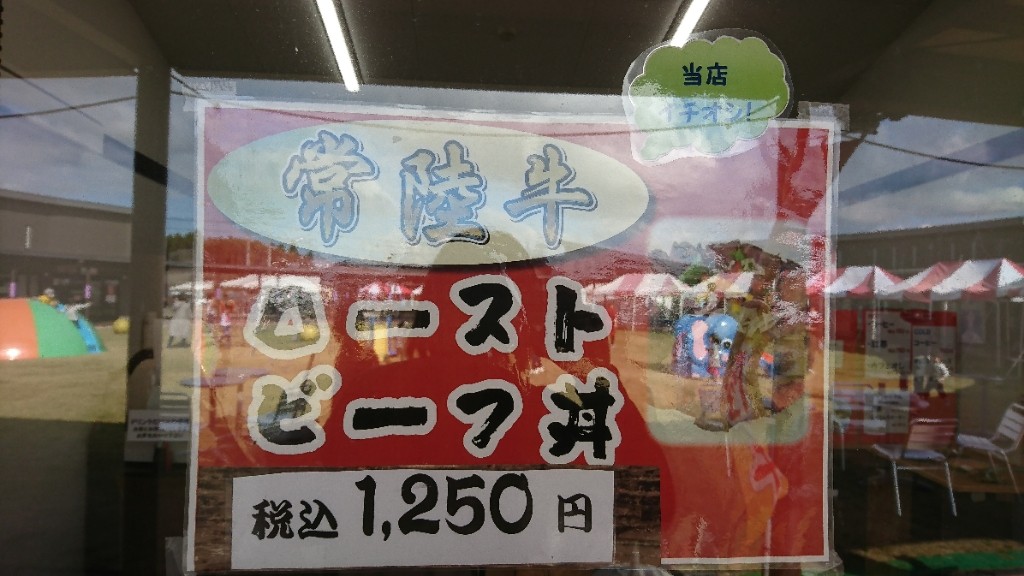 当店
イチオシ!
常陸牛
ロースト
ビーフ丼
税込 1,250 円